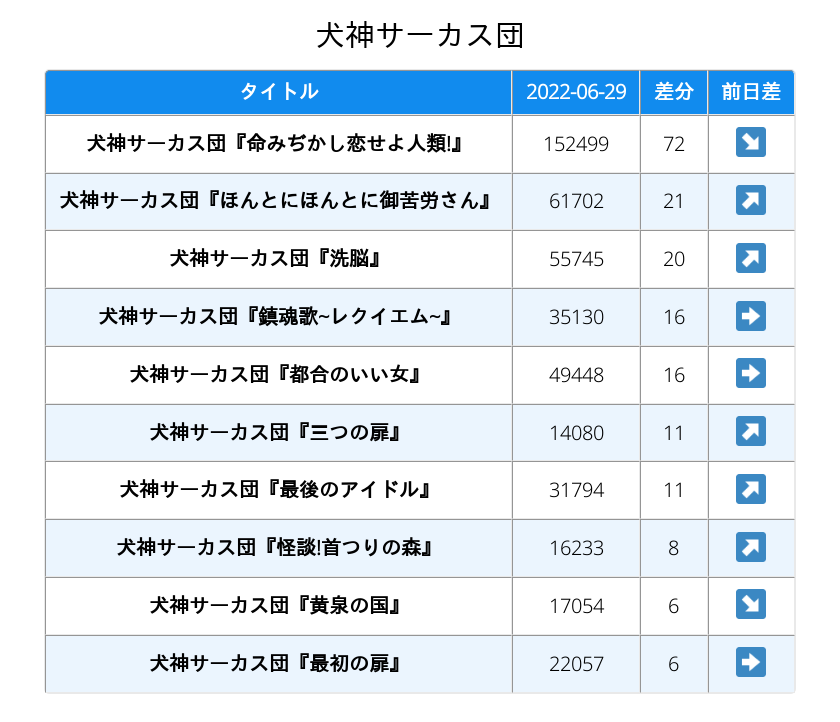 犬神サーカス団
タイトル 2022-06-29 差分 前日差
犬神サーカス団『命みぢかし恋せよ人類!』 152499 72
犬神サーカス団『ほんとにほんとに御苦労さん』 61702 21
犬神サーカス団『洗脳』 55745 20
犬神サーカス団『鎮魂歌~レクイエム~』 35130 16
犬神サーカス団『都合のいい女』 49448 16
犬神サーカス団『三つの扉』 14080 11
犬神サーカス団『最後のアイドル』 31794 11
犬神サーカス団『怪談!首つりの森』 16233 8
犬神サーカス団『黄泉の国』 17054 6
犬神サーカス団『最初の扉』 22057 6